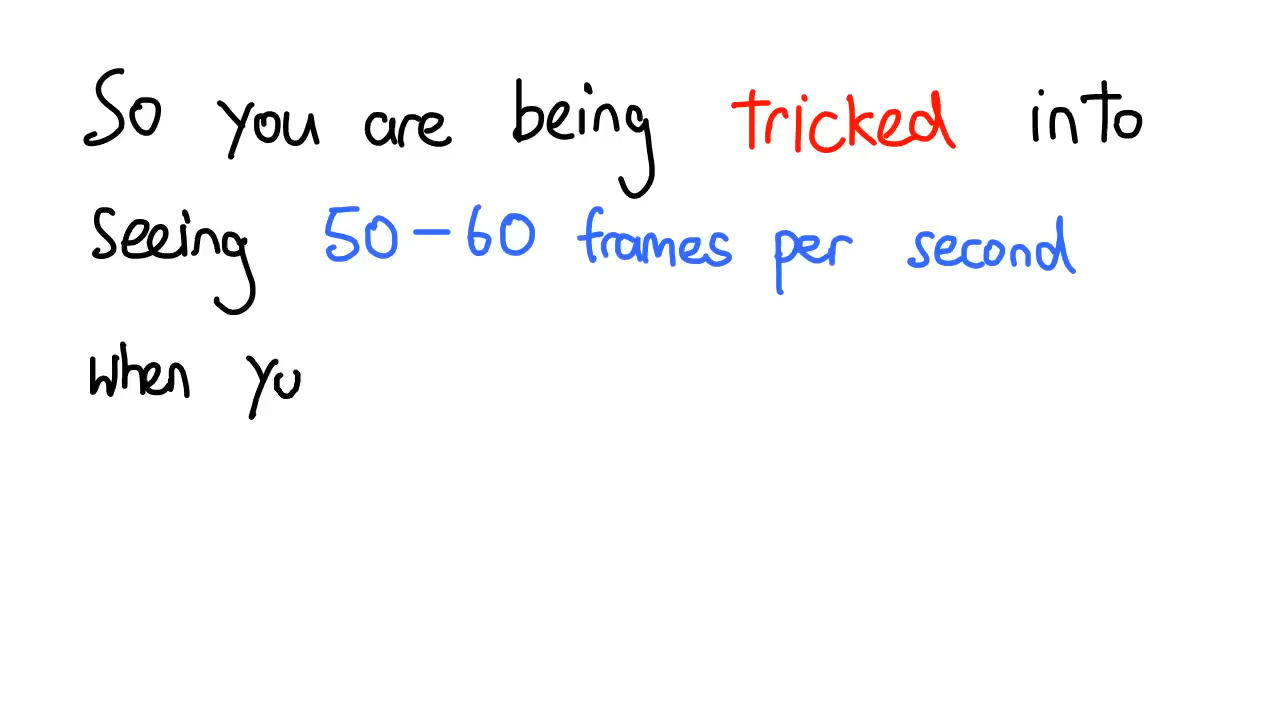 So you are being tricked into
seeing 50-60 frames per second
when yo